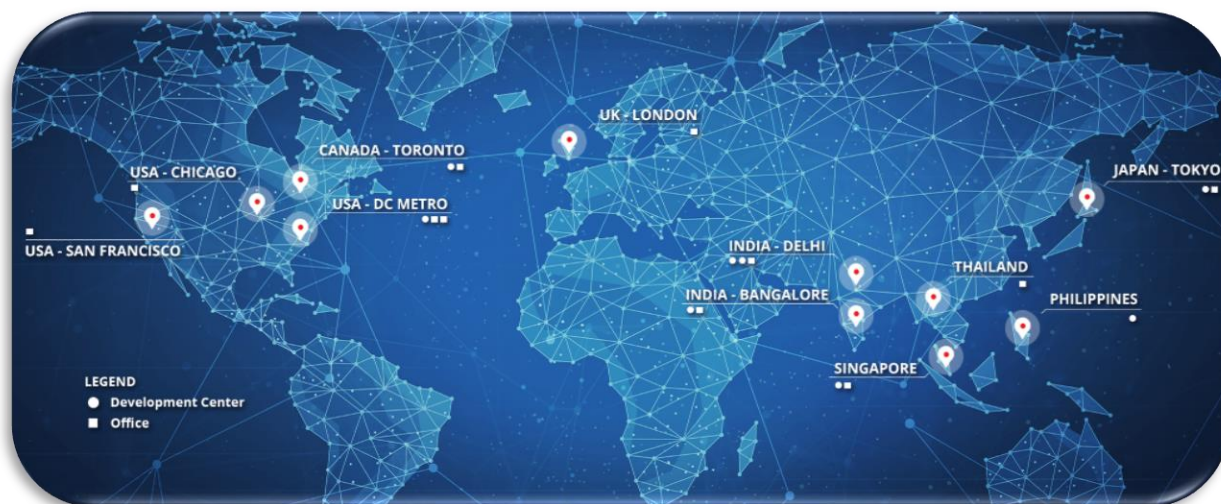 UK - LONDON
CANADA - TORONTO
USA - CHICAGO
JAPAN - TOKYO
USA - DC METRO
USA - SAN FRANCISCO
INDIA - DELHI
THAILAND
INDIA - BANGALORE
PHILIPPINES
SINGAPORE
LEGEND
Development Center
Office